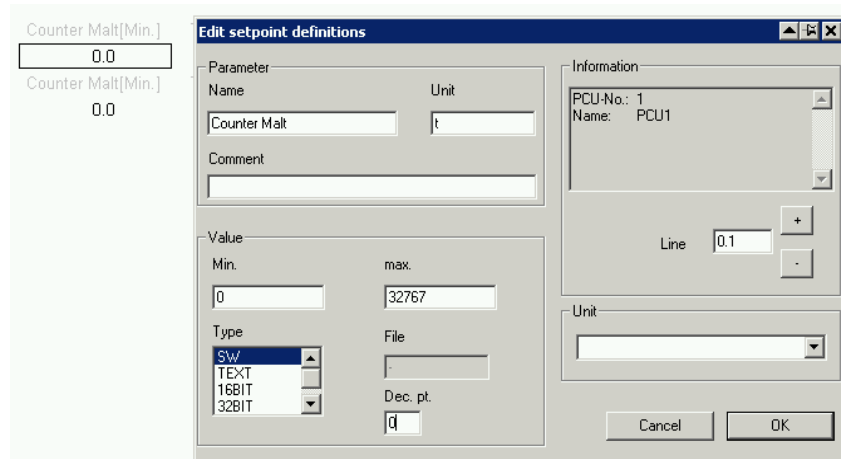 Counter Malt[Min.]
0.0
Counter Malt[Min.]
0.0
Edit setpoint definitions
Parameter
Name
Unit
Counter Malt
t
Comment
Value
Min.
max.
0
32767
Type
File
SW
TEXT
16BIT
32BIT
-
Dec. pt.
0
Information
PCU-No.: 1
Name: PCU1
+
Line
0.1
-
Unit
Cancel
OK